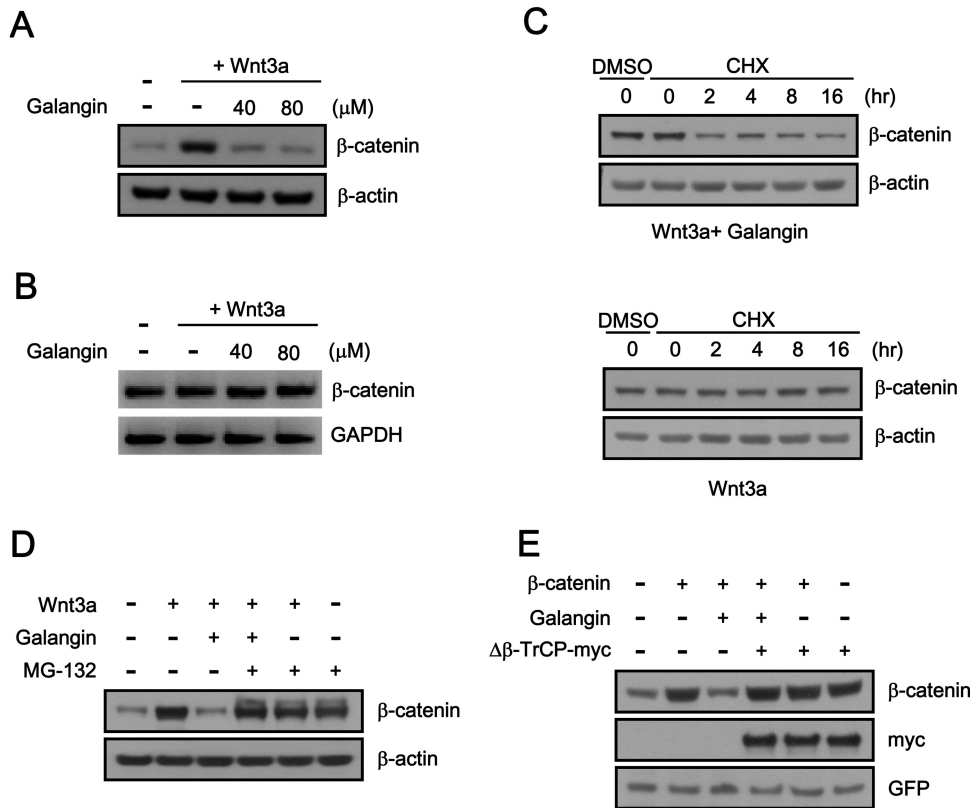 A
+ Wnt3a
-
Galangin - - 40 80 (μM)
β-catenin
β-actin
B
+ Wnt3a
-
Galangin - - 40 80 (μM)
β-catenin
GAPDH
C
DMSO CHX
0 0 2 4 8 16 (hr)
β-catenin
β-actin
Wnt3a+ Galangin
DMSO CHX
0 0 2 4 8 16 (hr)
β-catenin
β-actin
Wnt3a
D
Wnt3a - + + + + -
Galangin - - + + - -
MG-132 - - - + + +
β-catenin
β-actin
E
β-catenin - + + + + -
Galangin - - + + - -
Δβ-TrCP-myc - - - + + +
β-catenin
myc
GFP